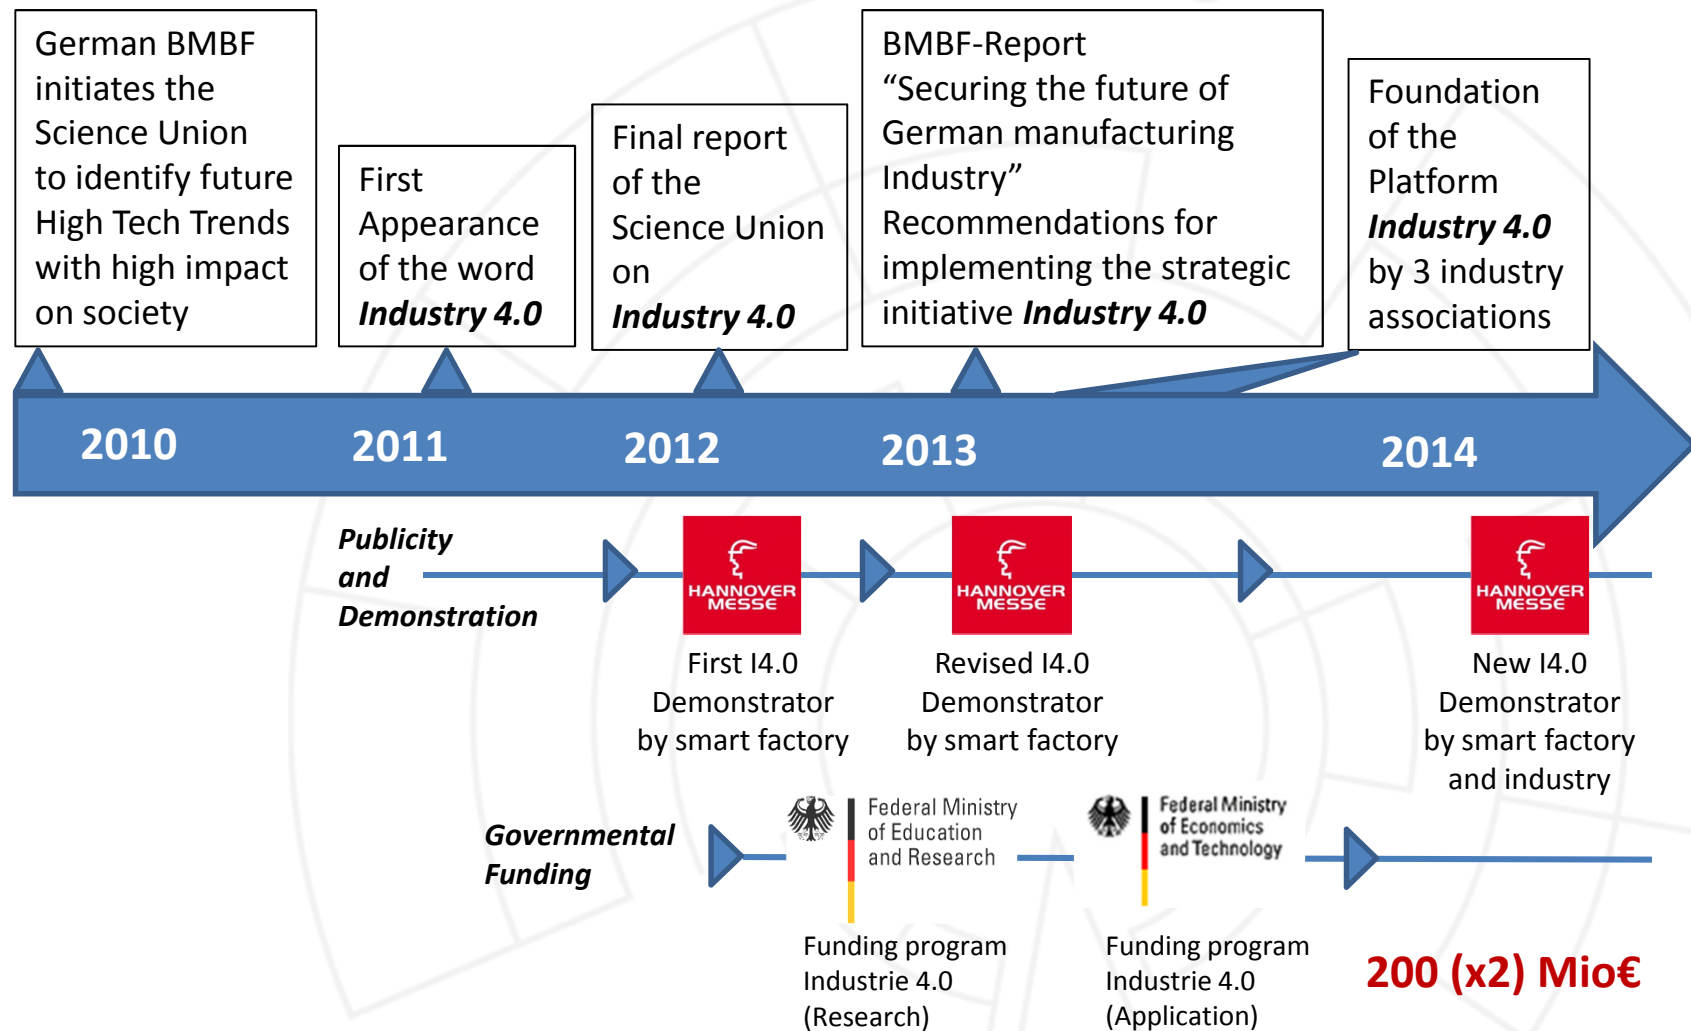 German BMBF
initiates the
Science Union
to identify future
High Tech Trends
with high impact
on society
First
Appearance
of the word
Industry 4.0
Final report
of the
Science Union
on
Industry 4.0
BMBF-Report
“Securing the future of
German manufacturing
Industry”
Recommendations for
implementing the strategic
initiative Industry 4.0
Foundation
of the
Platform
Industry 4.0
by 3 industry
associations
2010
2011
2012
2013
2014
Publicity
and
Demonstration
HANNOVER
MESSE
First I4.0
Demonstrator
by smart factory
HANNOVER
MESSE
Revised I4.0
Demonstrator
by smart factory
HANNOVER
MESSE
New I4.0
Demonstrator
by smart factory
and industry
Governmental
Funding
Federal Ministry
of Education
and Research
Funding program
Industrie 4.0
(Research)
Federal Ministry
of Economics
and Technology
Funding program
Industrie 4.0
(Application)
200 (x2) Mio€